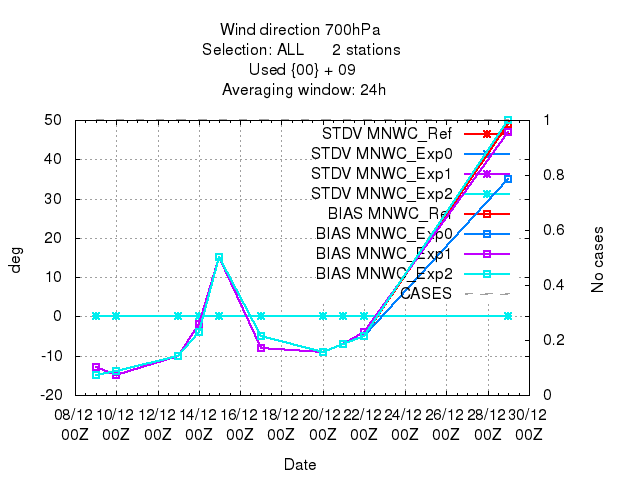 Wind direction 700hPa
Selection: ALL 2 stations
Used {00} + 09
Averaging window: 24h
50 1
STDV MNWC_Ref
40 STDV MNWC_Exp0
STDV MNWC_Exp1 0.8
30 STDV MNWC_Exp2
BIAS MNWC_Ref
20 BIAS MNWC_Exp0 0.6
BIAS MNWC_Exp1
10 BIAS MNWC_Exp2 0.4
CASES
0
-10 0.2
-20 0
deg
No cases
08/12 10/12 12/12 14/12 16/12 18/12 20/12 22/12 24/12 26/12 28/12 30/12
00Z 00Z 00Z 00Z 00Z 00Z 00Z 00Z 00Z 00Z 00Z 00Z
Date